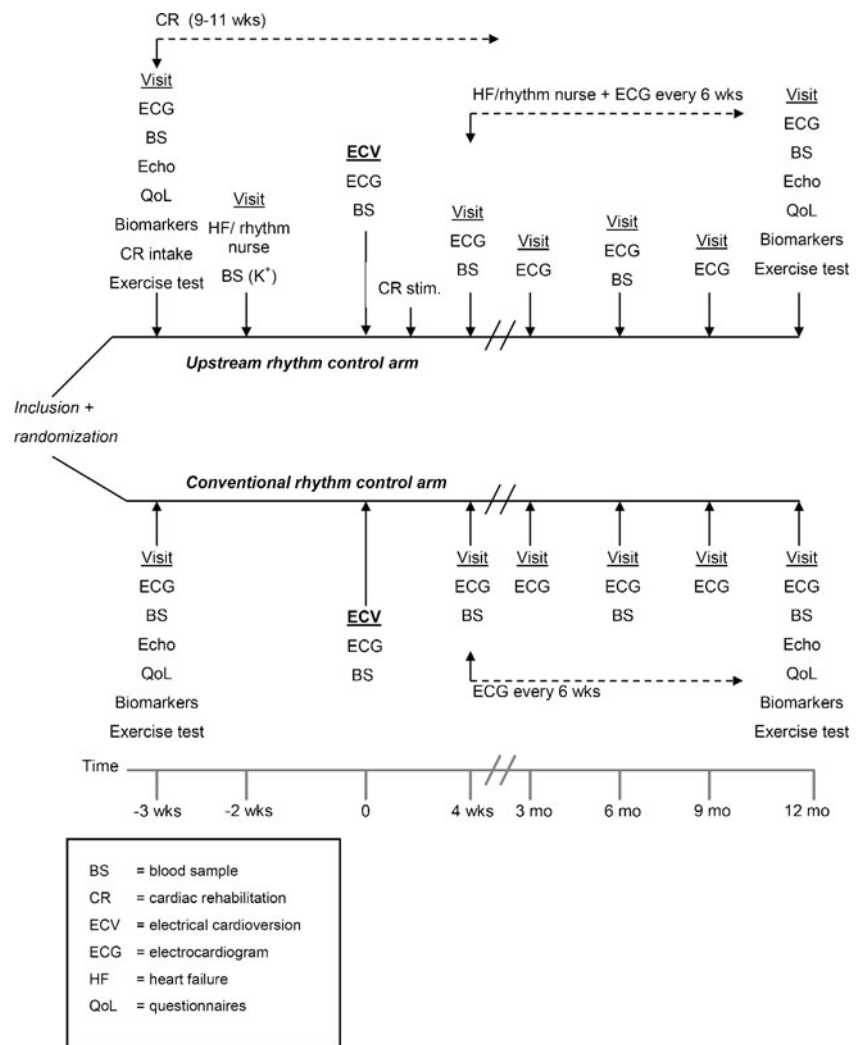 CR (9-11 wks)
Visit
ECG
BS
Echo
QoL
Biomarkers
CR intake
Exercise test
Visit
HF/ rhythm
nurse
BS (K+)
ECV
ECG
BS
CR stim.
HF/rhythm nurse + ECG every 6 wks
Visit
ECG
BS
Visit
ECG
Visit
ECG
BS
Visit
ECG
Visit
ECG
BS
Echo
QoL
Biomarkers
Exercise test
Upstream rhythm control arm
Inclusion +
randomization
Conventional rhythm control arm
Visit
ECG
BS
Echo
QoL
Biomarkers
Exercise test
ECV
ECG
BS
Visit
ECG
BS
ECG every 6 wks
Visit
ECG
Visit
ECG
BS
Visit
ECG
Visit
ECG
BS
Echo
QoL
Biomarkers
Exercise test
Time
-3 wks
-2 wks
0
4 wks
3 mo
6 mo
9 mo
12 mo
BS = blood sample
CR = cardiac rehabilitation
ECV = electrical cardioversion
ECG = electrocardiogram
HF = heart failure
QoL = questionnaires